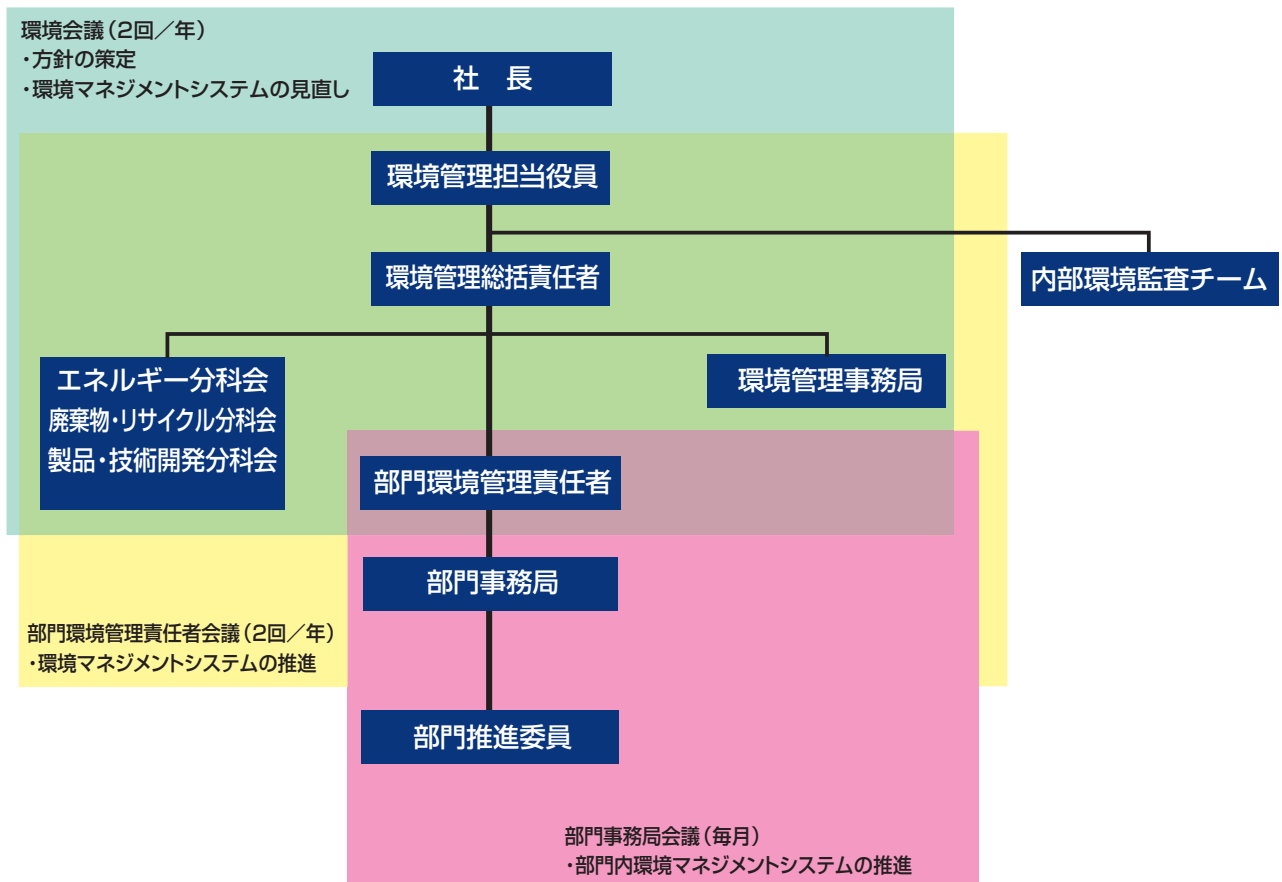 環境会議（2回／年）
・方針の策定
・環境マネジメントシステムの見直し
社　長
環境管理担当役員
環境管理総括責任者
内部環境監査チーム
エネルギー分科会
廃棄物・リサイクル分科会
製品・技術開発分科会
環境管理事務局
部門環境管理責任者
部門事務局
部門環境管理責任者会議（2回／年）
・環境マネジメントシステムの推進
部門推進委員
部門事務局会議（毎月）
・部門内環境マネジメントシステムの推進